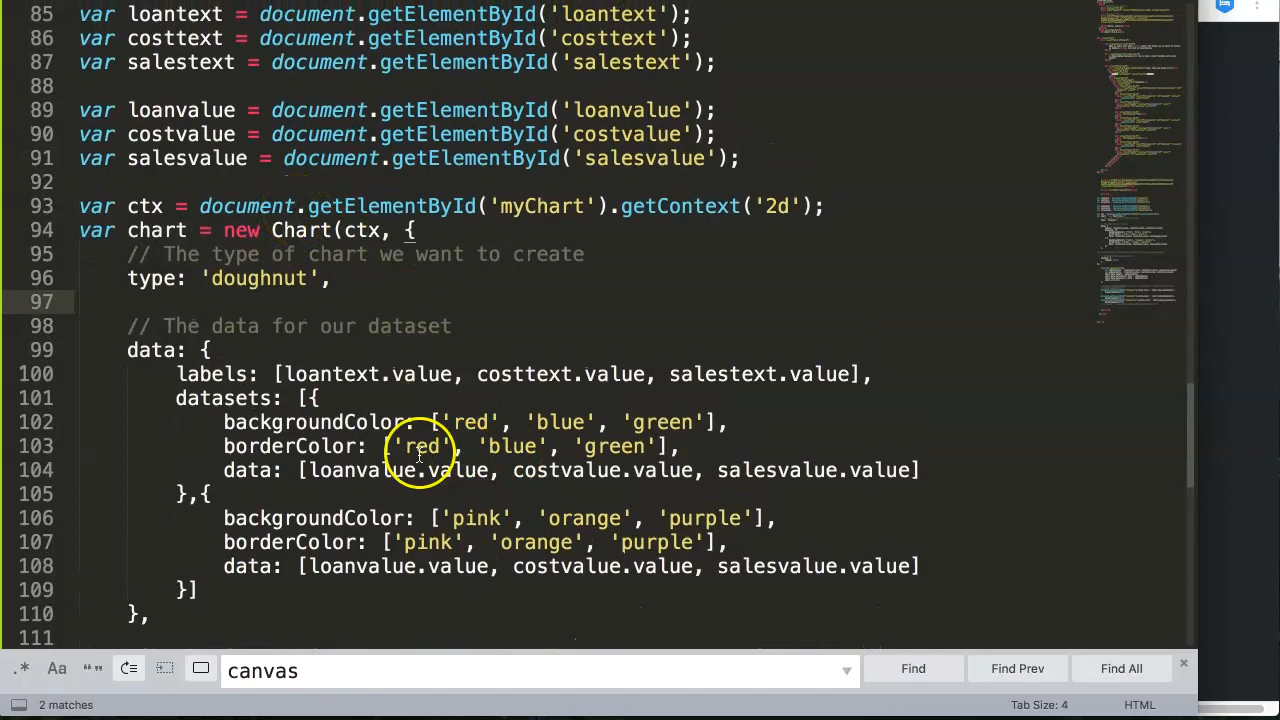 85 var loantext = document.getElementById('loantext');
86 var costtext = document.getElementById('costtext');
87 var salestext = document.getElementById('salestext');
88
89 var loanvalue = document.getElementById('loanvalue');
90 var costvalue = document.getElementById('costvalue');
91 var salesvalue = document.getElementById('salesvalue');
92
93 var ctx = document.getElementById('myChart').getContext('2d');
94 var chart = new Chart(ctx, {
95 // The type of chart we want to create
96 type: 'doughnut',
97
98 // The data for our dataset
99 data: {
100 labels: [loantext.value, costtext.value, salestext.value],
101 datasets: [{
102 backgroundColor: ['red', 'blue', 'green'],
103 borderColor: ['red', 'blue', 'green'],
104 data: [loanvalue.value, costvalue.value, salesvalue.value]
105 },{
106 backgroundColor: ['pink', 'orange', 'purple'],
107 borderColor: ['pink', 'orange', 'purple'],
108 data: [loanvalue.value, costvalue.value, salesvalue.value]
109 }]
110 },
111
.* Aa “” canvas Find Find Prev Find All
2 matches Tab Size: 4 HTML